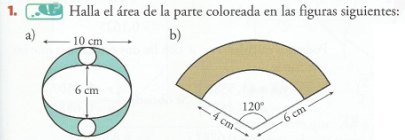 1. Halla el área de la parte coloreada en las figuras siguientes:
a) 10 cm b)
6 cm
120°
4 cm 6 cm